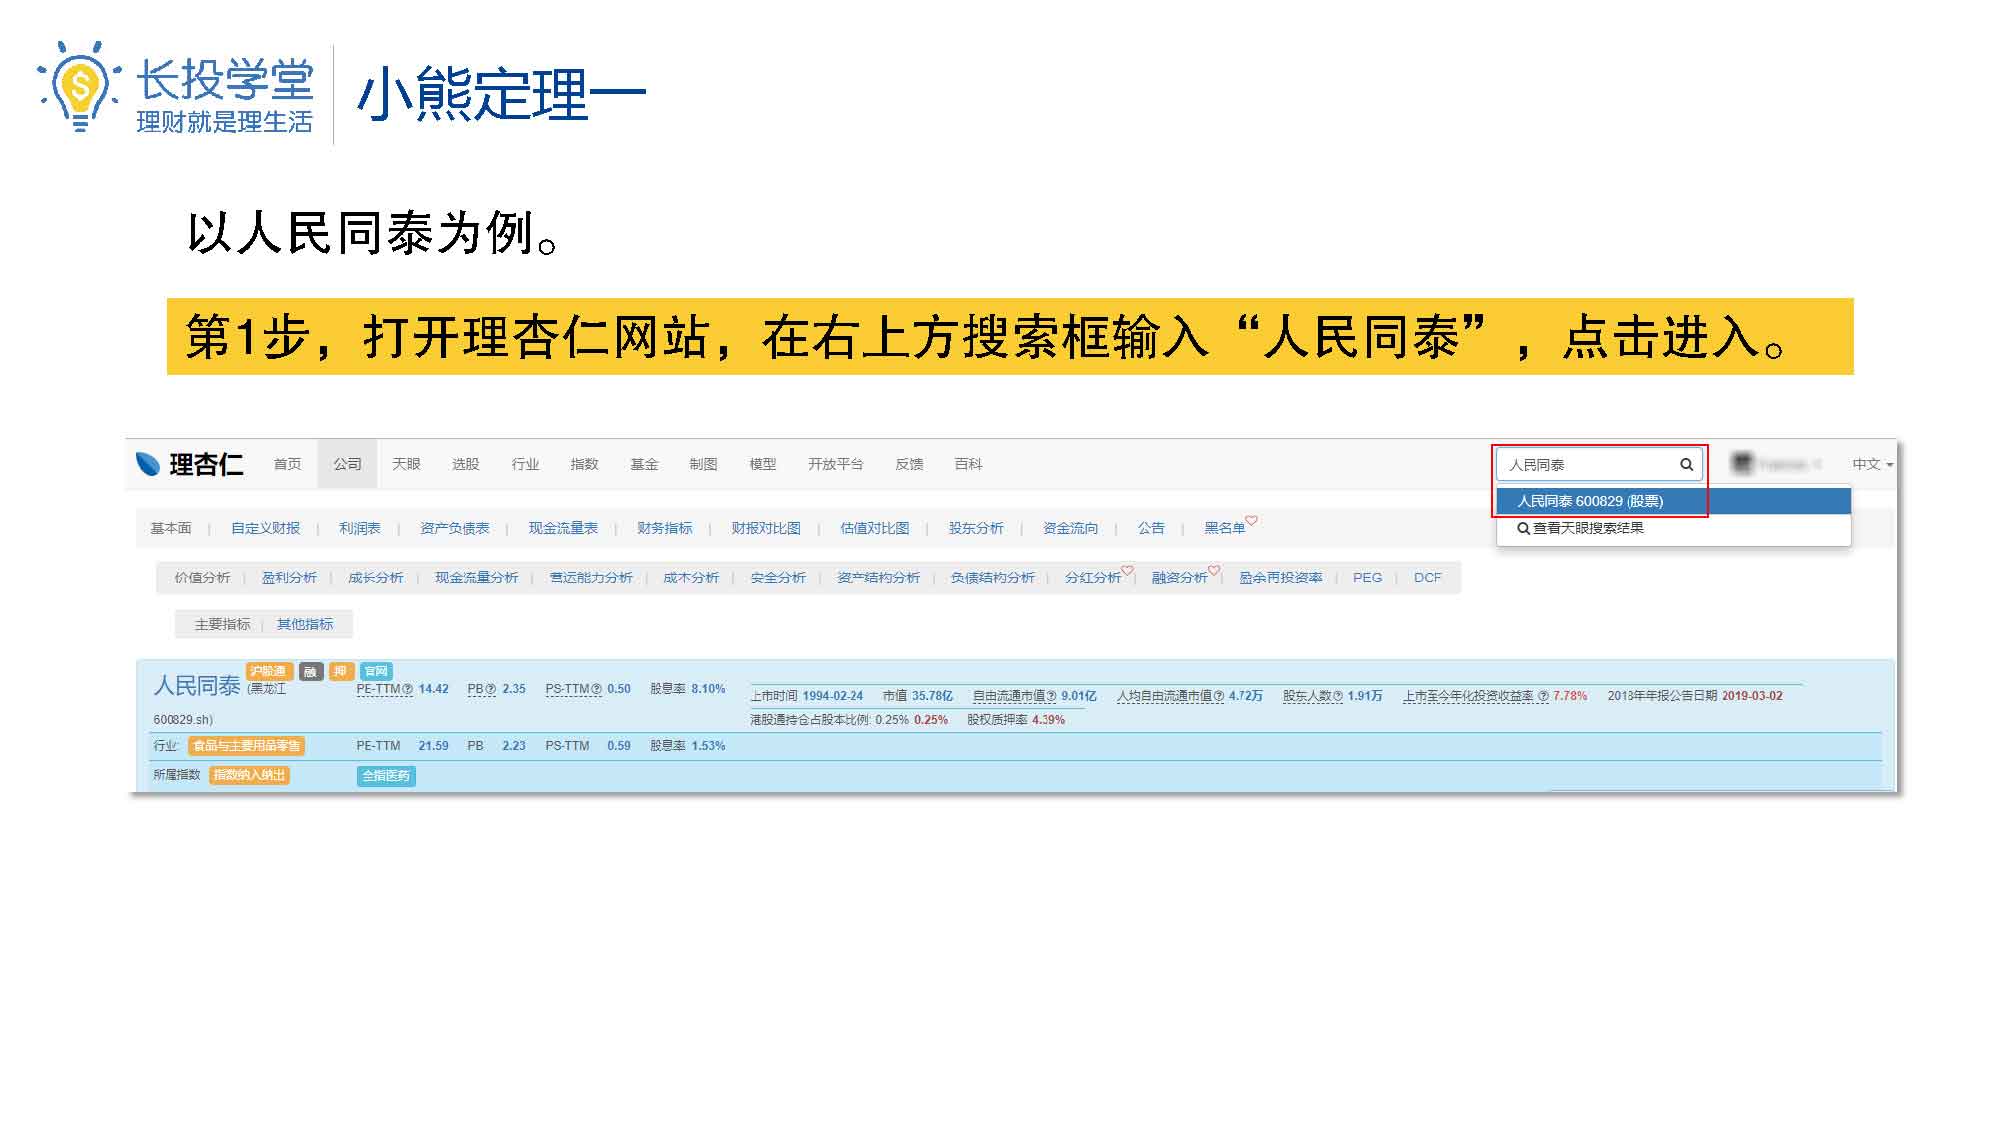 长投学堂
理财就是理生活
小熊定理一
以人民同泰为例。
第1步，打开理杏仁网站，在右上方搜索框输入“人民同泰”，点击进入。
理杏仁 首页 公司 天眼 选股 行业 指数 基金 制图 模型 开放平台 反馈 百科 人民同泰 中文
人民同泰 600829 (股票)
查看天眼搜索结果
基本面 | 自定义财报 | 利润表 | 资产负债表 | 现金流量表 | 财务指标 | 财报对比图 | 估值对比图 | 股东分析 | 资金流向 | 公告 | 黑名单
价值分析 | 盈利分析 | 成长分析 | 现金流量分析 | 营运能力分析 | 成本分析 | 安全分析 | 资产结构分析 | 负债结构分析 | 分红分析 | 融资分析 | 盈余再投资率 | PEG | DCF
主要指标 | 其他指标
沪股通 融 押 官网
人民同泰 (黑龙江 PE-TTM 14.42 PB 2.35 PS-TTM 0.50 股息率 8.10% 上市时间 1994-02-24 市值 35.78亿 自由流通市值 9.01亿 人均自由流通市值 4.72万 股东人数 1.91万 上市至今年化投资收益率 7.78% 2018年年报公告日期 2019-03-02
600829.sh) 港股通持仓占股本比例: 0.25% 0.25% 股权质押率 4.39%
行业: 食品与主要用品零售 PE-TTM 21.59 PB 2.23 PS-TTM 0.59 股息率 1.53%
所属指数 指数纳入纳出 全指医药